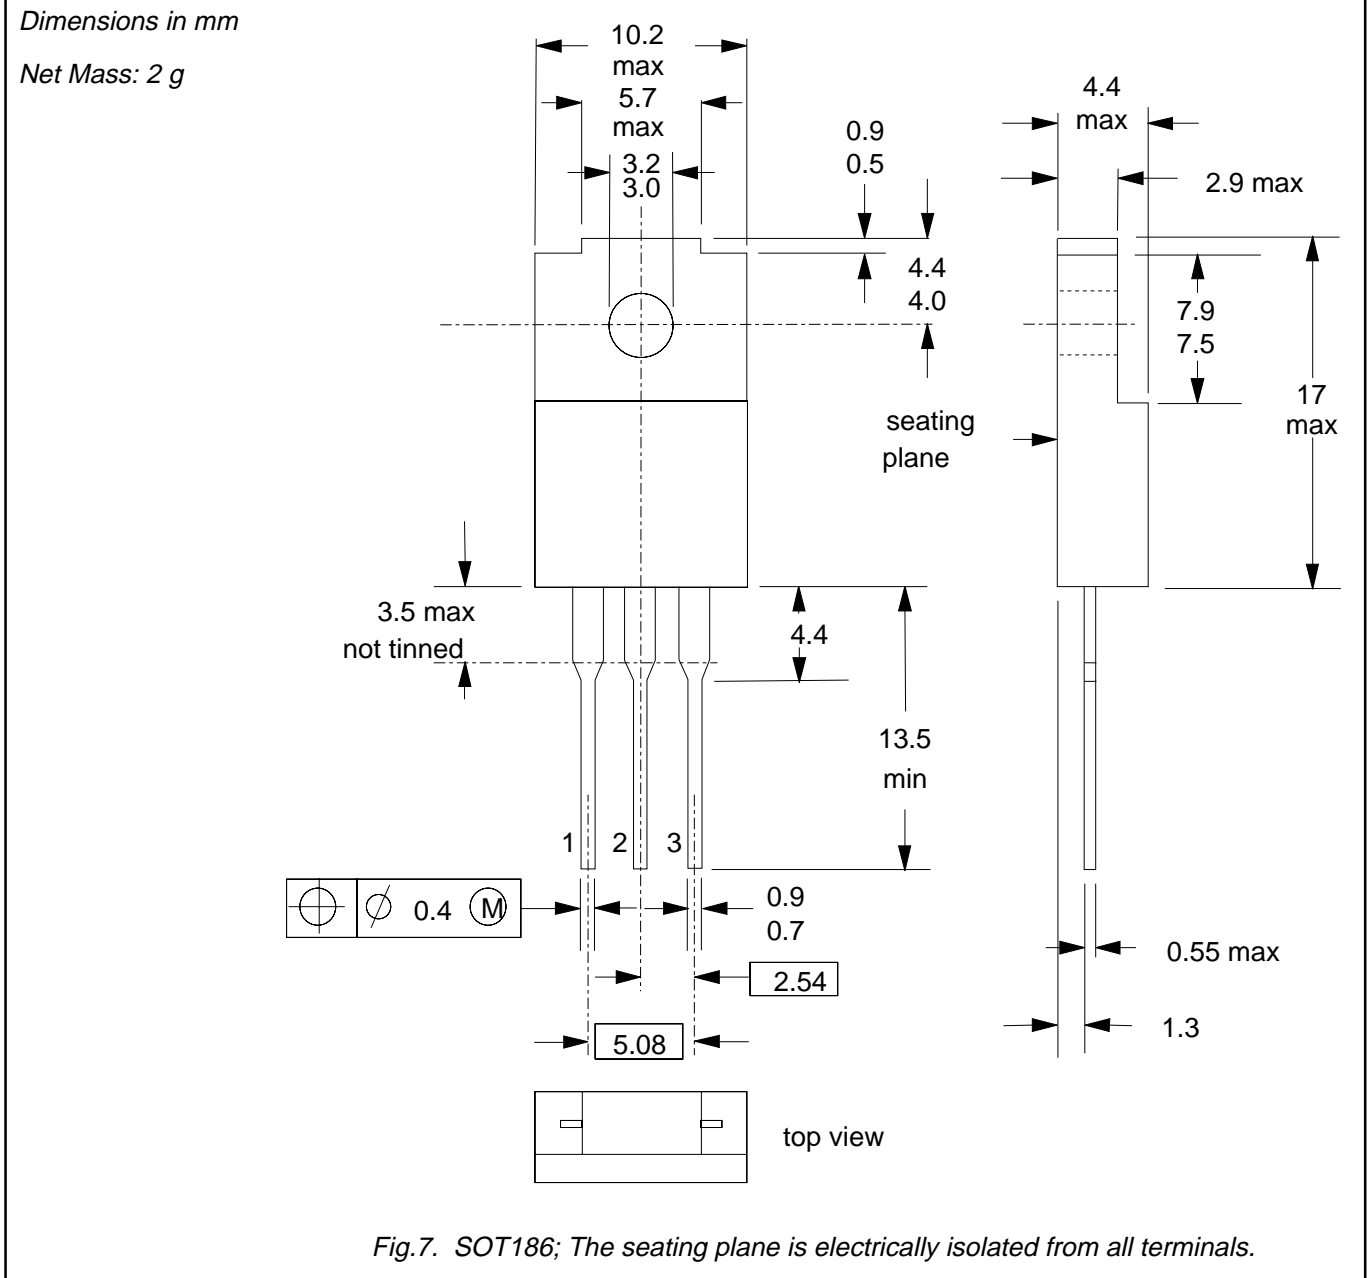 Dimensions in mm
Net Mass: 2 g
10.2
max
5.7
max
3.2
3.0
0.9
0.5
4.4
4.0
4.4
max
2.9 max
7.9
7.5
17
max
seating
plane
3.5 max
not tinned
4.4
13.5
min
1 2 3
0.4 M
0.9
0.7
2.54
5.08
0.55 max
1.3
top view
Fig.7. SOT186; The seating plane is electrically isolated from all terminals.